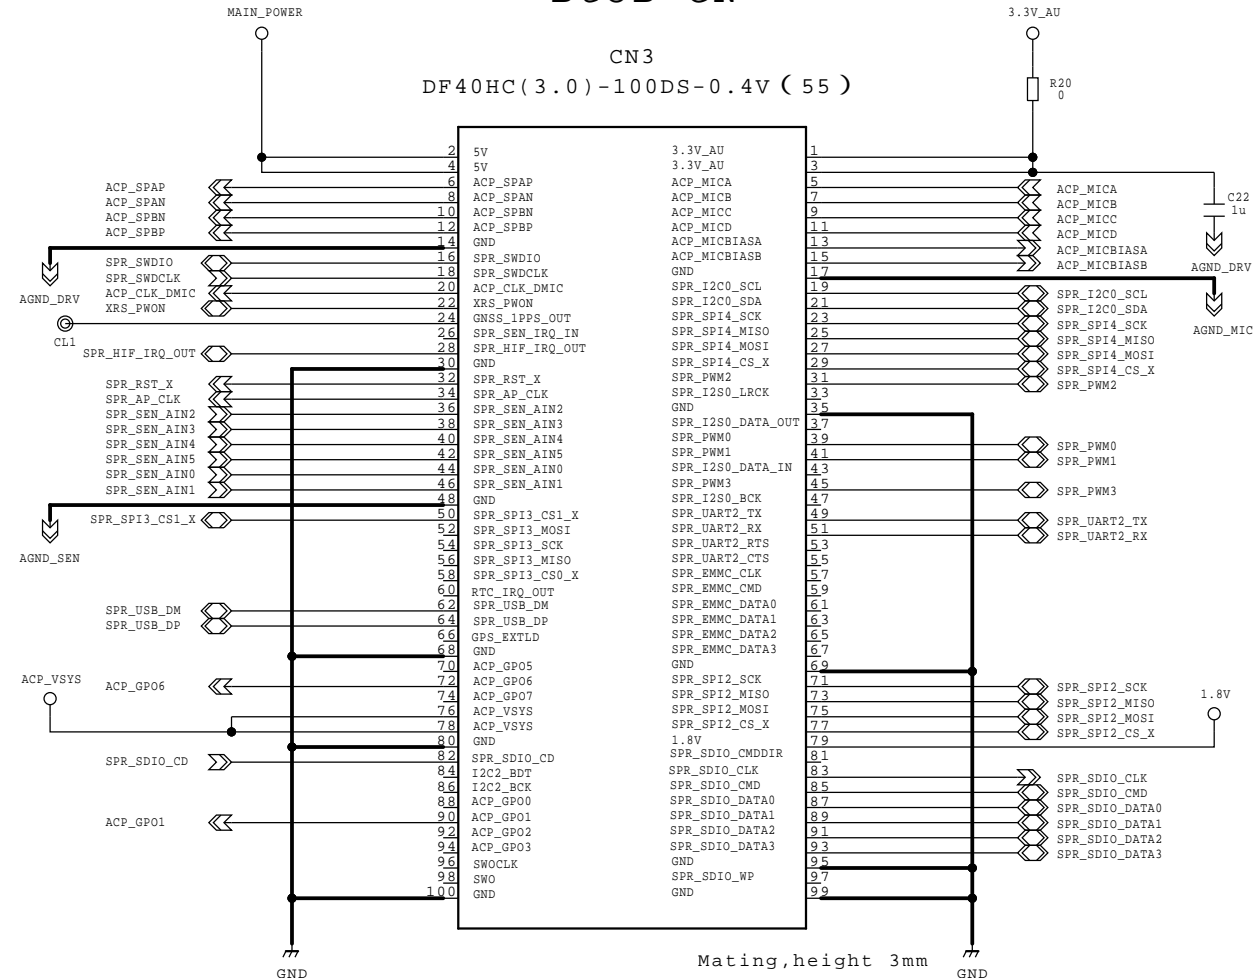 MAIN_POWER
3.3V_AU
CN3
DF40HC(3.0)-100DS-0.4V(55)
R20
0
2 5V 3.3V_AU 1
4 5V 3.3V_AU 3
ACP_SPAP 6 ACP_SPAP ACP_MICA 5 ACP_MICA
ACP_SPAN 8 ACP_SPAN ACP_MICB 7 ACP_MICB
ACP_SPBN 10 ACP_SPBN ACP_MICC 9 ACP_MICC
ACP_SPBP 12 ACP_SPBP ACP_MICD 11 ACP_MICD
C22
1u
14 GND ACP_MICBIASA 13 ACP_MICBIASA
SPR_SWDIO 16 SPR_SWDIO ACP_MICBIASB 15 ACP_MICBIASB
AGND_DRV
SPR_SWDCLK 18 SPR_SWDCLK GND 17
ACP_CLK_DMIC 20 ACP_CLK_DMIC SPR_I2C0_SCL 19 SPR_I2C0_SCL
AGND_DRV
XRS_PWON 22 XRS_PWON SPR_I2C0_SDA 21 SPR_I2C0_SDA
24 GNSS_1PPS_OUT SPR_SPI4_SCK 23 SPR_SPI4_SCK
AGND_MIC
CL1
26 SPR_SEN_IRQ_IN SPR_SPI4_MISO 25 SPR_SPI4_MISO
SPR_HIF_IRQ_OUT 28 SPR_HIF_IRQ_OUT SPR_SPI4_MOSI 27 SPR_SPI4_MOSI
30 GND SPR_SPI4_CS_X 29 SPR_SPI4_CS_X
SPR_RST_X 32 SPR_RST_X SPR_PWM2 31 SPR_PWM2
SPR_AP_CLK 34 SPR_AP_CLK SPR_I2S0_LRCK 33
SPR_SEN_AIN2 36 SPR_SEN_AIN2 GND 35
SPR_SEN_AIN3 38 SPR_SEN_AIN3 SPR_I2S0_DATA_OUT 37
SPR_SEN_AIN4 40 SPR_SEN_AIN4 SPR_PWM0 39 SPR_PWM0
SPR_SEN_AIN5 42 SPR_SEN_AIN5 SPR_PWM1 41 SPR_PWM1
SPR_SEN_AIN0 44 SPR_SEN_AIN0 SPR_I2S0_DATA_IN 43
SPR_SEN_AIN1 46 SPR_SEN_AIN1 SPR_PWM3 45 SPR_PWM3
48 GND SPR_I2S0_BCK 47
SPR_SPI3_CS1_X 50 SPR_SPI3_CS1_X SPR_UART2_TX 49 SPR_UART2_TX
52 SPR_SPI3_MOSI SPR_UART2_RX 51 SPR_UART2_RX
54 SPR_SPI3_SCK SPR_UART2_RTS 53
AGND_SEN
56 SPR_SPI3_MISO SPR_UART2_CTS 55
58 SPR_SPI3_CS0_X SPR_EMMC_CLK 57
60 RTC_IRQ_OUT SPR_EMMC_CMD 59
SPR_USB_DM 62 SPR_USB_DM SPR_EMMC_DATA0 61
SPR_USB_DP 64 SPR_USB_DP SPR_EMMC_DATA1 63
66 GPS_EXTLD SPR_EMMC_DATA2 65
68 GND SPR_EMMC_DATA3 67
70 ACP_GPO5 GND 69
ACP_VSYS
ACP_GPO6 72 ACP_GPO6 SPR_SPI2_SCK 71 SPR_SPI2_SCK
1.8V
74 ACP_GPO7 SPR_SPI2_MISO 73 SPR_SPI2_MISO
76 ACP_VSYS SPR_SPI2_MOSI 75 SPR_SPI2_MOSI
78 ACP_VSYS SPR_SPI2_CS_X 77 SPR_SPI2_CS_X
80 GND 1.8V 79
SPR_SDIO_CD 82 SPR_SDIO_CD SPR_SDIO_CMDDIR 81
84 I2C2_BDT SPR_SDIO_CLK 83 SPR_SDIO_CLK
86 I2C2_BCK SPR_SDIO_CMD 85 SPR_SDIO_CMD
88 ACP_GPO0 SPR_SDIO_DATA0 87 SPR_SDIO_DATA0
ACP_GPO1 90 ACP_GPO1 SPR_SDIO_DATA1 89 SPR_SDIO_DATA1
92 ACP_GPO2 SPR_SDIO_DATA2 91 SPR_SDIO_DATA2
94 ACP_GPO3 SPR_SDIO_DATA3 93 SPR_SDIO_DATA3
96 SWOCLK GND 95
98 SWO SPR_SDIO_WP 97
100 GND GND 99
Mating,height 3mm
GND
GND